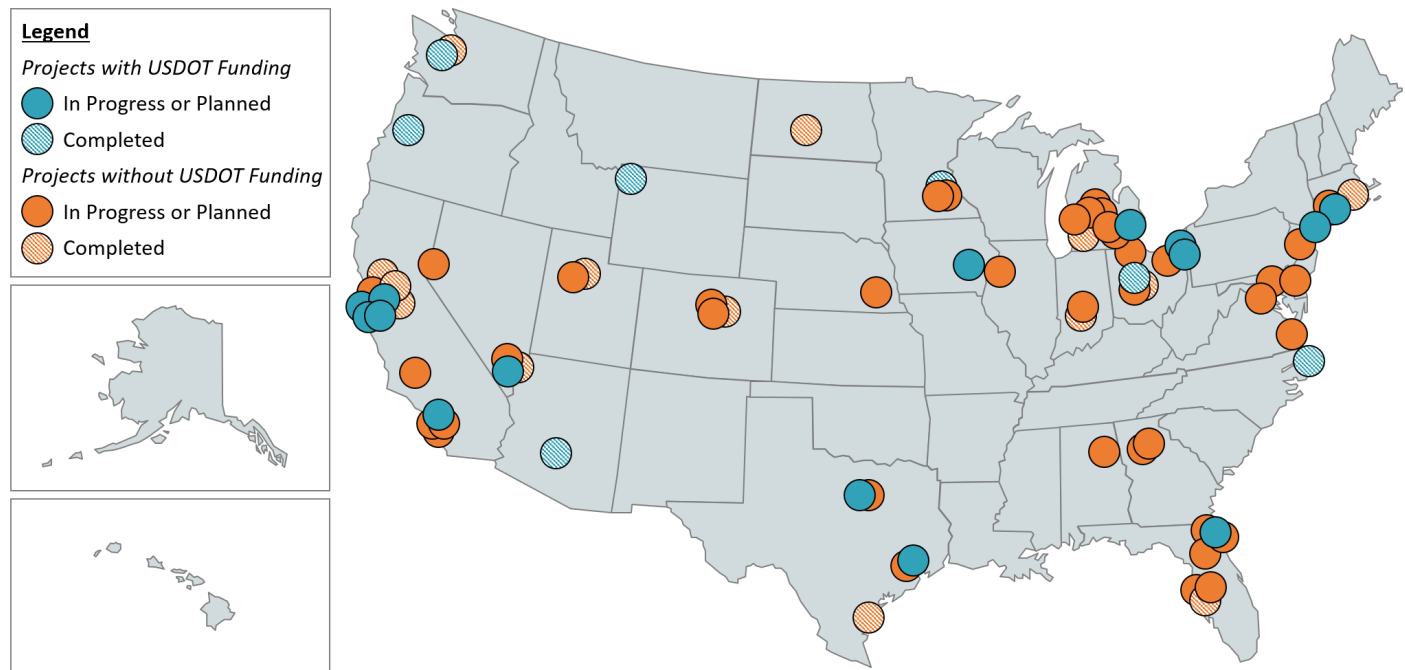 Legend
Projects with USDOT Funding
In Progress or Planned
Completed
Projects without USDOT Funding
In Progress or Planned
Completed